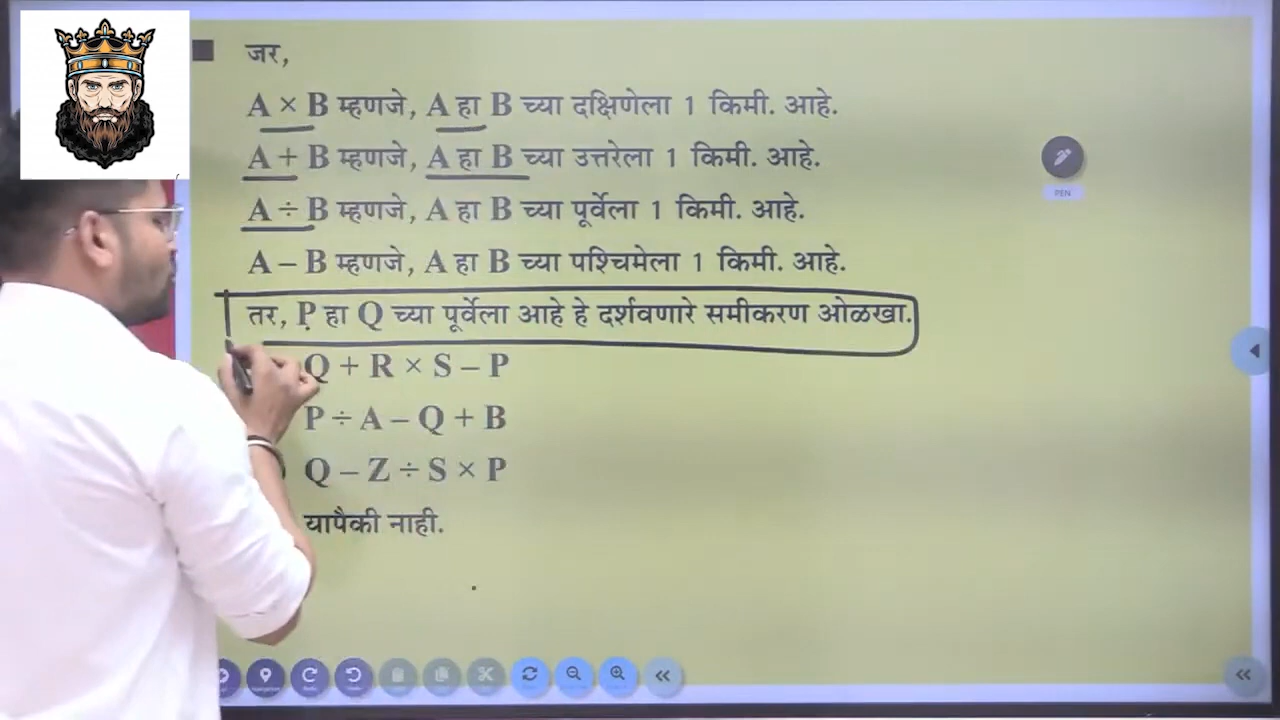 जर,
A × B म्हणजे, A हा B च्या दक्षिणेला 1 किमी. आहे.
A + B म्हणजे, A हा B च्या उत्तरेला 1 किमी. आहे.
A ÷ B म्हणजे, A हा B च्या पूर्वेला 1 किमी. आहे.
A – B म्हणजे, A हा B च्या पश्चिमेला 1 किमी. आहे.
तर, P हा Q च्या पूर्वेला आहे हे दर्शवणारे समीकरण ओळखा.
Q + R × S – P
P ÷ A – Q + B
Q – Z ÷ S × P
यापैकी नाही.
PEN